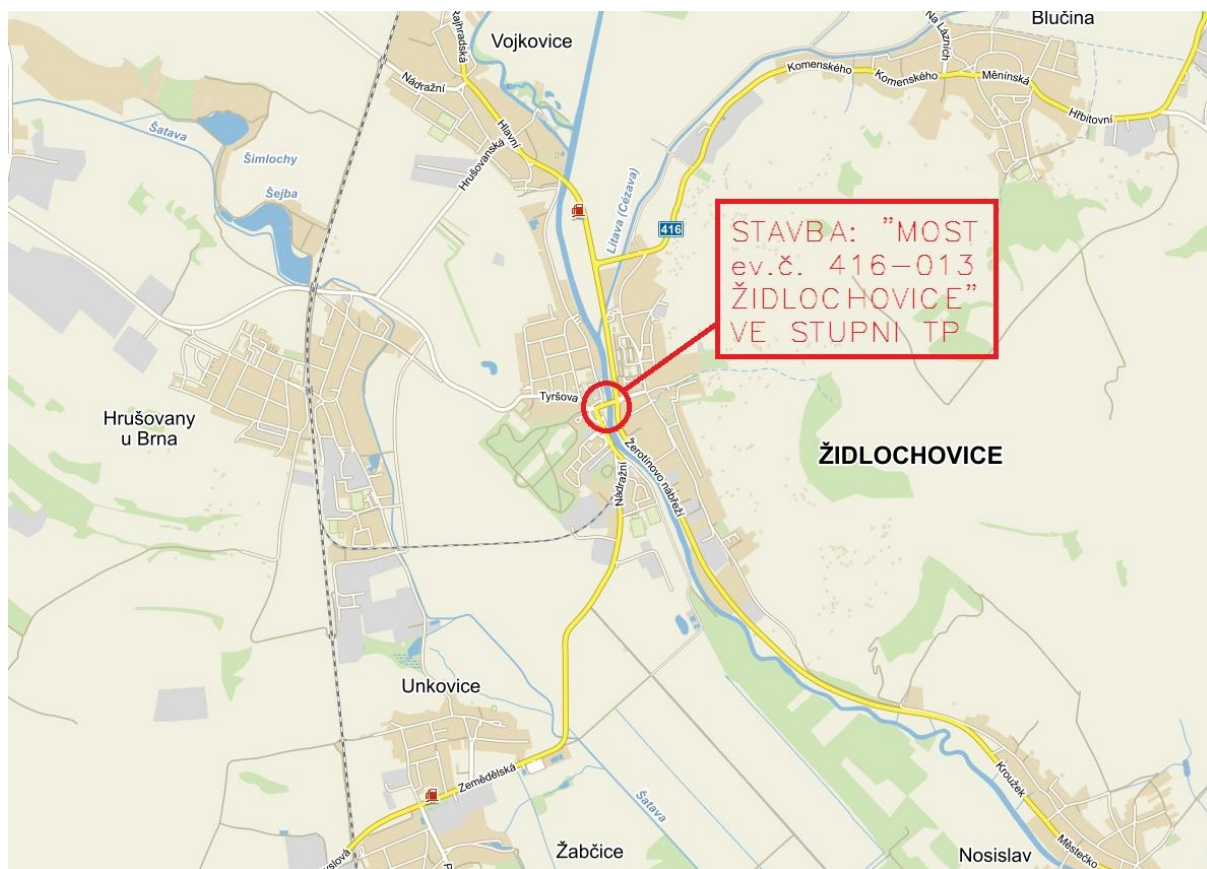 Blučina
Na Lázních
Rajhradská
Vojkovice
Komenského
Komenského
Měnínská
Nádražní
Hřbitovní
Hlavní
Šatava
Hrušovanská
Šimlochy
Šejba
Litava (Cézava)
416
STAVBA: "MOST
ev.č. 416-013
ŽIDLOCHOVICE"
VE STUPNI TP
Tyršova
Hrušovany
u Brna
ŽIDLOCHOVICE
Žerotínovo nábřeží
Nádražní
Unkovice
Zemědělská
Kroužek
Šatava
Městečko
Žabčice
Nosislav